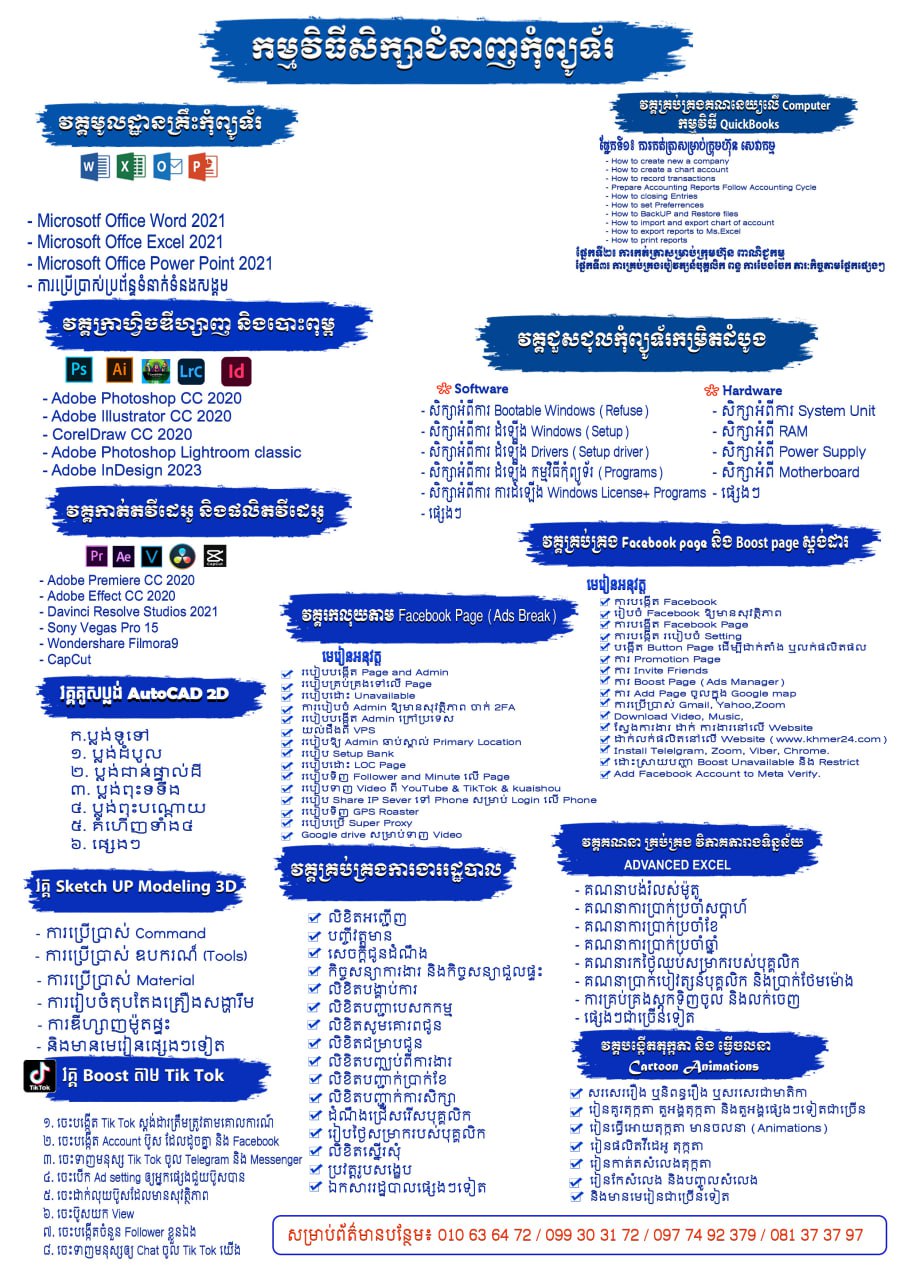 កម្មវិធីសិក្សាជំនាញកុំព្យូទ័រ
វគ្គមូលដ្ឋានគ្រឹះកុំព្យូទ័រ
- Microsotf Office Word 2021
- Microsoft Offce Excel 2021
- Microsoft Office Power Point 2021
- ការប្រើប្រាស់ប្រព័ន្ធទំនាក់ទំនងសង្គម
វគ្គគ្រប់គ្រងគណនេយ្យលើ Computer
កម្មវិធី QuickBooks
ផ្នែកទី១៖ ការកត់ត្រាសម្រាប់ក្រុមហ៊ុន សេវាកម្ម
- How to create new a company
- How to create a chart account
- How to record transactions
- Prepare Accounting Reports Follow Accounting Cycle
- How to closing Entries
- How to set Preferrences
- How to BackUP and Restore files
- How to import and export chart of account
- How to export reports to Ms.Excel
- How to print reports
ផ្នែកទី២៖ ការកត់ត្រាសម្រាប់ក្រុមហ៊ុន ពាណិជ្ជកម្ម
ផ្នែកទី៣៖ ការគ្រប់គ្រងបៀវត្សន៍បុគ្គលិក ពន្ធ ការបែងចែក ភារៈកិច្ចតាមផ្នែកផ្សេងៗ
វគ្គក្រាហ្វិចឌីហ្សាញ និងបោះពុម្ព
Ps Ai LrC Id
- Adobe Photoshop CC 2020
- Adobe Illustrator CC 2020
- CorelDraw CC 2020
- Adobe Photoshop Lightroom classic
- Adobe InDesign 2023
វគ្គជួសជុលកុំព្យូទ័រកម្រិតដំបូង
Software
- សិក្សាអំពីការ Bootable Windows (Refuse)
- សិក្សាអំពីការ ដំឡើង Windows (Setup)
- សិក្សាអំពីការ ដំឡើង Drivers (Setup driver)
- សិក្សាអំពីការ ដំឡើង កម្មវិធីកុំព្យូទ័រ (Programs)
- សិក្សាអំពីការ ការដំឡើង Windows License+ Programs
- ផ្សេងៗ
Hardware
- សិក្សាអំពីការ System Unit
- សិក្សាអំពី RAM
- សិក្សាអំពី Power Supply
- សិក្សាអំពី Motherboard
- ផ្សេងៗ
វគ្គកាត់តវីដេអូ និងផលិតវីដេអូ
Pr Ae V CapCut
- Adobe Premiere CC 2020
- Adobe Effect CC 2020
- Davinci Resolve Studios 2021
- Sony Vegas Pro 15
- Wondershare Filmora9
- CapCut
វគ្គរកលុយតាម Facebook Page (Ads Break)
មេរៀនអនុវត្ត
របៀបបង្កើត Page and Admin
របៀបគ្រប់គ្រងទៅលើ Page
របៀបដោះ Unavailable
ការរៀបចំ Admin ឱ្យមានសុវត្ថិភាព ចាក់ 2FA
របៀបបង្កើត Admin ក្រៅប្រទេស
យល់ដឹងពី VPS
របៀបឱ្យ Admin ចាប់ស្គាល់ Primary Location
របៀប Setup Bank
របៀបដោះ LOC Page
របៀបទិញ Follower and Minute លើ Page
របៀបទាញ Video ពី YouTube & TikTok & kuaishou
របៀប Share IP Sever ទៅ Phone សម្រាប់ Login លើ Phone
របៀបទិញ GPS Roaster
របៀបប្រើ Super Proxy
Google drive សម្រាប់ទាញ Video
វគ្គគ្រប់គ្រង Facebook page និង Boost page ស្តង់ដារ
មេរៀនអនុវត្ត
ការបង្កើត Facebook
រៀបចំ Facebook ឱ្យមានសុវត្ថិភាព
ការបង្កើត Facebook Page
ការបង្កើត របៀបចំ Setting
បង្កើត Button Page ដើម្បីដាក់តាំង ឬលក់ផលិតផល
ការ Promotion Page
ការ Invite Friends
ការ Boost Page (Ads Manager)
ការ Add Page ចូលក្នុង Google map
ការប្រើប្រាស់ Gmail, Yahoo,Zoom
Download Video, Music,
ស្វែងការងារ ដាក់ ការងារនៅលើ Website
ដាក់លក់ផលិតនៅលើ Website (www.khmer24.com)
Install Telelgram, Zoom, Viber, Chrome.
ដោះស្រាយបញ្ហា Boost Unavailable និង Restrict
Add Facebook Account to Meta Verify.
វគ្គគូសប្លង់ AutoCAD 2D
ក.ប្លង់ទូទៅ
១. ប្លង់ដំបូល
២. ប្លង់ជាន់ផ្ទាល់ដី
៣. ប្លង់ពុះទទឹង
៤. ប្លង់ពុះបណ្តោយ
៥. គំហើញទាំង៤
៦. ផ្សេងៗ
វគ្គ Sketch UP Modeling 3D
- ការប្រើប្រាស់ Command
- ការប្រើប្រាស់ ឧបករណ៍ (Tools)
- ការប្រើប្រាស់ Material
- ការរៀបចំតុបតែងគ្រឿងសង្ហារឹម
- ការឌីហ្សាញម៉ូតផ្ទះ
- និងមានមេរៀនផ្សេងៗទៀត
វគ្គគ្រប់គ្រងការងាររដ្ឋបាល
លិខិតអញ្ជើញ
បញ្ជីវត្តមាន
សេចក្តីជូនដំណឹង
កិច្ចសន្យាការងារ និងកិច្ចសន្យាជួលផ្ទះ
លិខិតបង្គាប់ការ
លិខិតបញ្ជាបេសកកម្ម
លិខិតសូមគោរពជូន
លិខិតជម្រាបជូន
លិខិតបញ្ឈប់ពីការងារ
លិខិតបញ្ជាក់ប្រាក់ខែ
លិខិតបញ្ជាក់ការសិក្សា
ដំណឹងជ្រើសរើសបុគ្គលិក
រៀបថ្ងៃសម្រាករបស់បុគ្គលិក
លិខិតស្នើរសុំ
ប្រវត្តរូបសង្ខេប
ឯកសាររដ្ឋបាលផ្សេងៗទៀត
វគ្គគណនា គ្រប់គ្រង វិភាគតារាងទិន្នន័យ
ADVANCED EXCEL
- គណនាបង់រំលស់ម៉ូតូ
- គណនាការប្រាក់ប្រចាំសប្តាហ៍
- គណនាការប្រាក់ប្រចាំខែ
- គណនាការប្រាក់ប្រចាំឆ្នាំ
- គណនារកថ្ងៃឈប់សម្រាករបស់បុគ្គលិក
- គណនាប្រាក់បៀវត្សន៍បុគ្គលិក និងប្រាក់ថែមម៉ោង
- ការគ្រប់គ្រងស្តុកទិញចូល និងលក់ចេញ
- ផ្សេងៗជាច្រើនទៀត
វគ្គបង្កើតតុក្កតា និង ធ្វើចលនា
Cartoon Animations
សរសេររឿង ឬនិពន្ធរឿង ឬសរសេរជាមាតិកា
រៀនគូរតុក្កតា តួអង្គតុក្កតា និងតួអង្គផ្សេងៗទៀតជាច្រើន
រៀនធ្វើអោយតុក្កតា មានចលនា (Animations)
រៀនផលិតវីដេអូ តុក្កតា
រៀនកាត់តសំលេងតុក្កតា
រៀនកែសំលេង និងបញ្ចូលសំលេង
និងមានមេរៀនជាច្រើនទៀត
TikTok
វគ្គ Boost តាម Tik Tok
១. ចេះបង្កើត Tik Tok ស្តង់ដារត្រឹមត្រូវតាមគោលការណ៍
២. ចេះបង្កើត Account ប៊ូស ដែលដូចគ្នា និង Facebook
៣. ចេះទាញមនុស្ស Tik Tok ចូល Telegram និង Messenger
៤. ចេះបើក Ad setting ឲ្យអ្នកផ្សេងជួយប៊ូសបាន
៥. ចេះដាក់លុយប៊ូសដែលមានសុវត្ថិភាព
៦. ចេះប៊ូសយក View
៧. ចេះបង្កើតចំនួន Follower ខ្លួនឯង
៨. ចេះទាញមនុស្សឲ្យ Chat ចូល Tik Tok យើង
សម្រាប់ព័ត៌មានបន្ថែម៖ 010 63 64 72 / 099 30 31 72 / 097 74 92 379 / 081 37 37 97